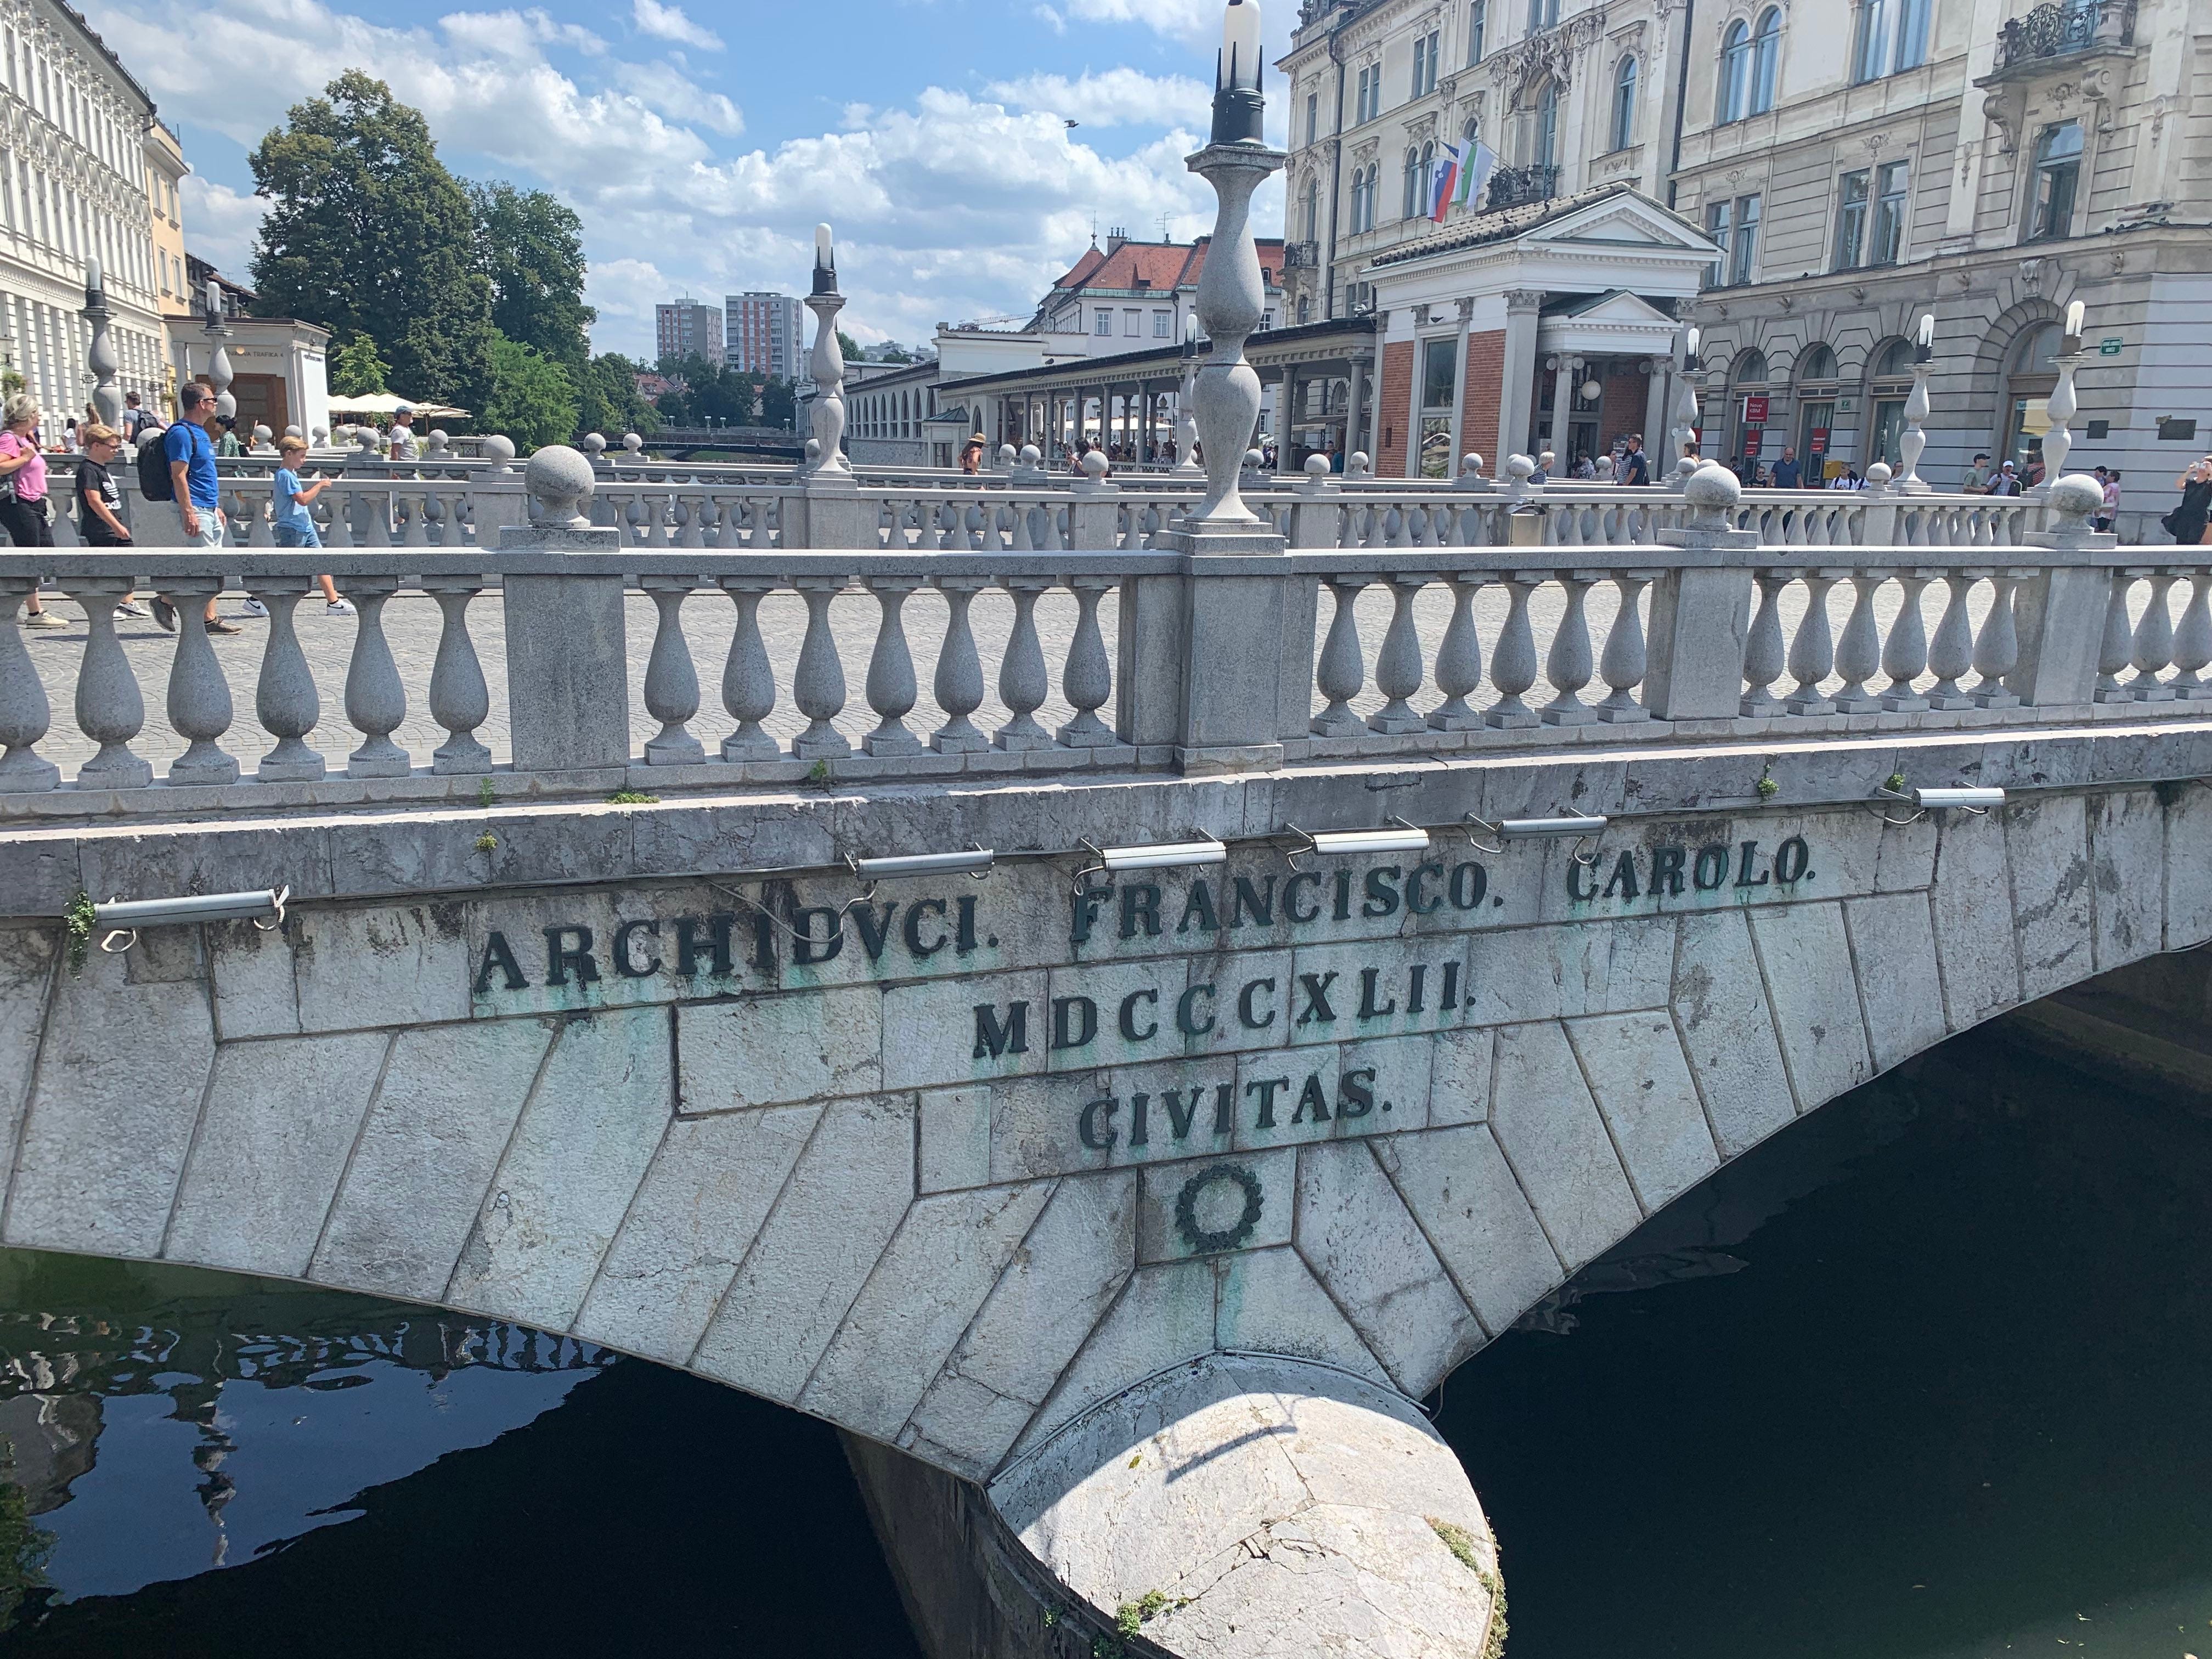 ARCHIDVCI. FRANCISCO. CAROLO.
MDCCCXLII.
CIVITAS.